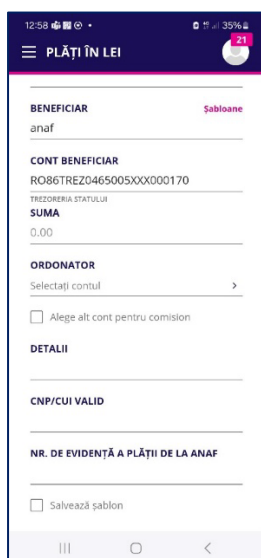 12:58
35%
PLĂȚI ÎN LEI
21
BENEFICIAR Șabloane
anaf
CONT BENEFICIAR
RO86TREZ0465005XXX000170
TREZORERIA STATULUI
SUMA
0.00
ORDONATOR
Selectați contul
Alege alt cont pentru comision
DETALII
CNP/CUI VALID
NR. DE EVIDENȚĂ A PLĂȚII DE LA ANAF
Salvează șablon